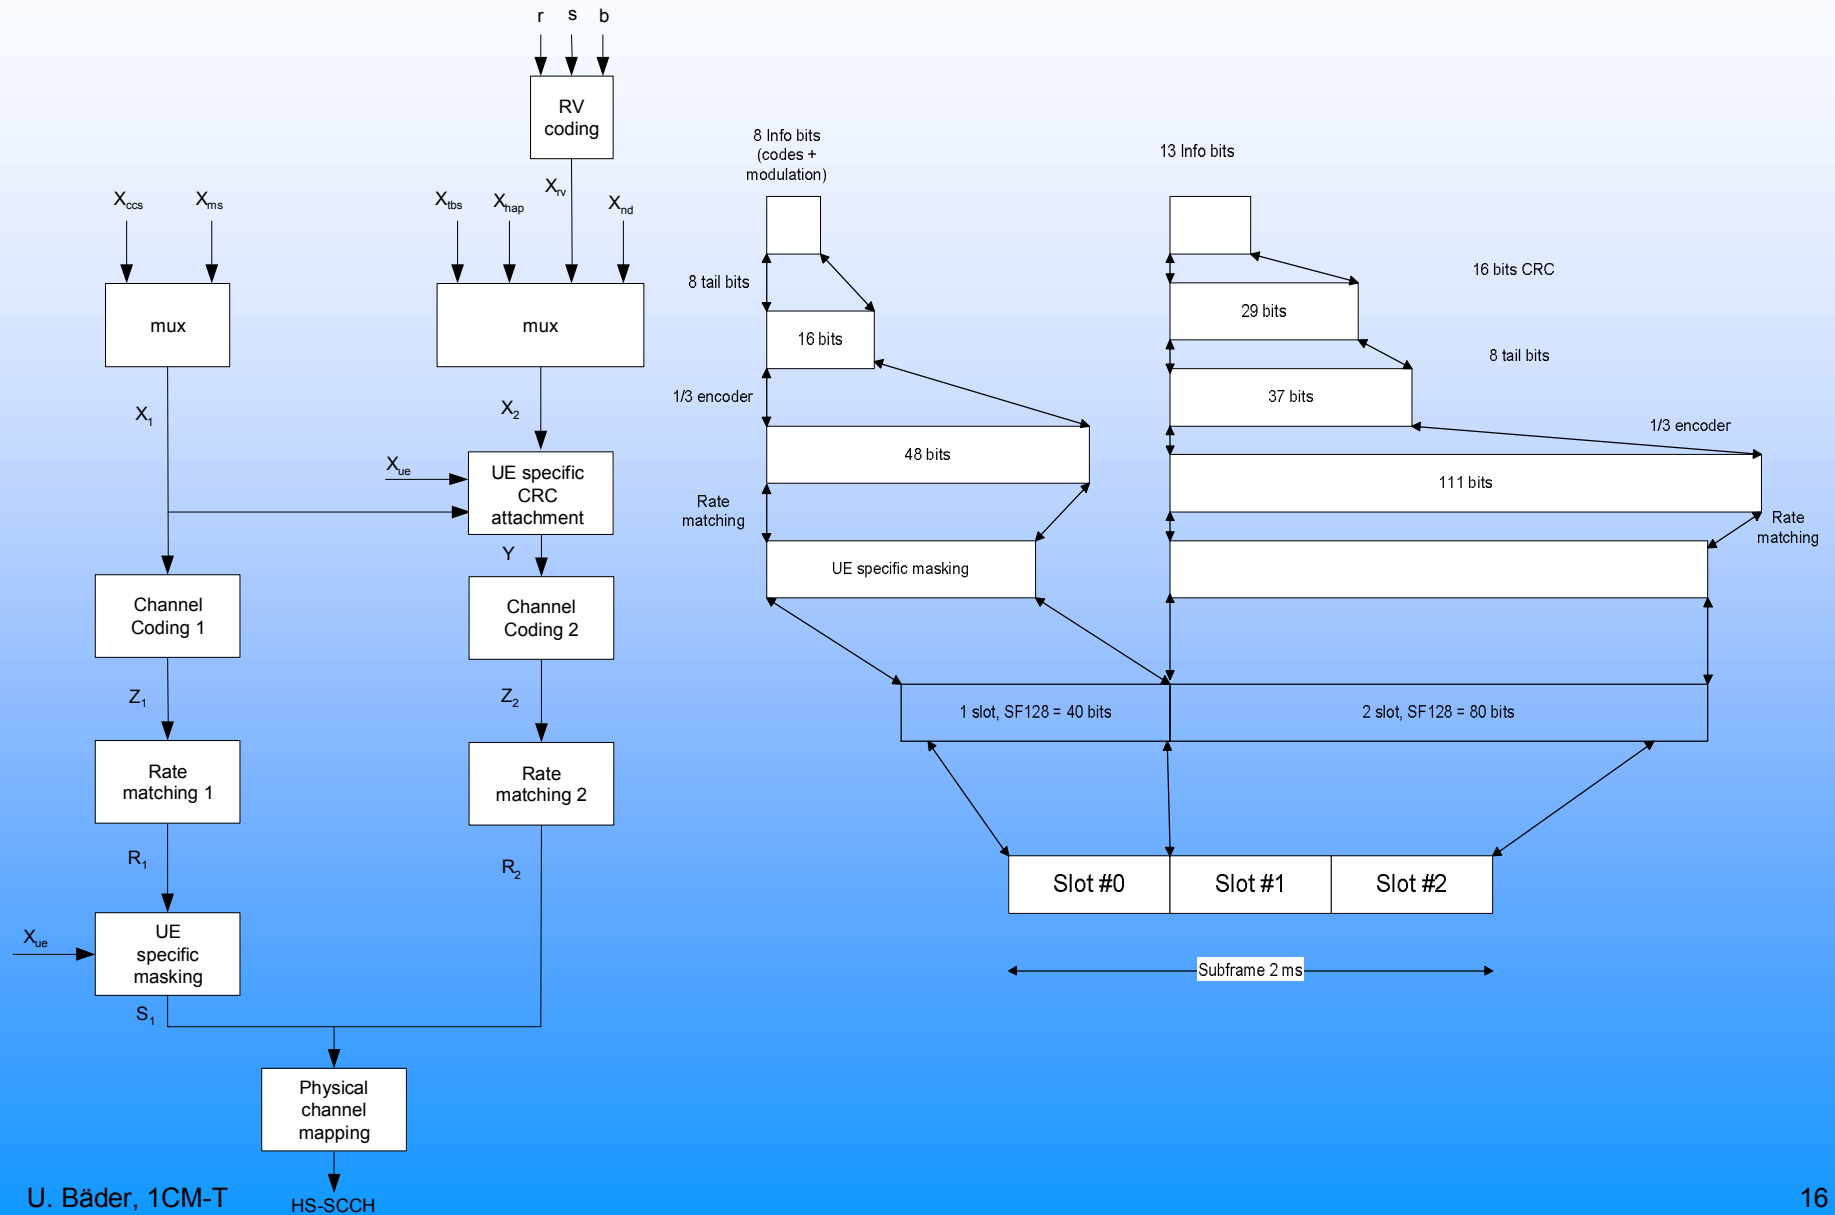 r s b
RV
coding
X_ccs X_ms X_tbs X_hap X_rv X_nd
mux
mux
X_1
X_2
X_ue
UE specific
CRC
attachment
Y
Channel
Coding 1
Channel
Coding 2
Z_1
Z_2
Rate
matching 1
Rate
matching 2
R_1
R_2
X_ue
UE
specific
masking
S_1
Physical
channel
mapping
HS-SCCH
8 Info bits
(codes +
modulation)
8 tail bits
16 bits
1/3 encoder
48 bits
Rate
matching
UE specific masking
13 Info bits
16 bits CRC
29 bits
8 tail bits
37 bits
1/3 encoder
111 bits
Rate
matching
1 slot, SF128 = 40 bits
2 slot, SF128 = 80 bits
Slot #0
Slot #1
Slot #2
Subframe 2 ms
U. Bäder, 1CM-T
16